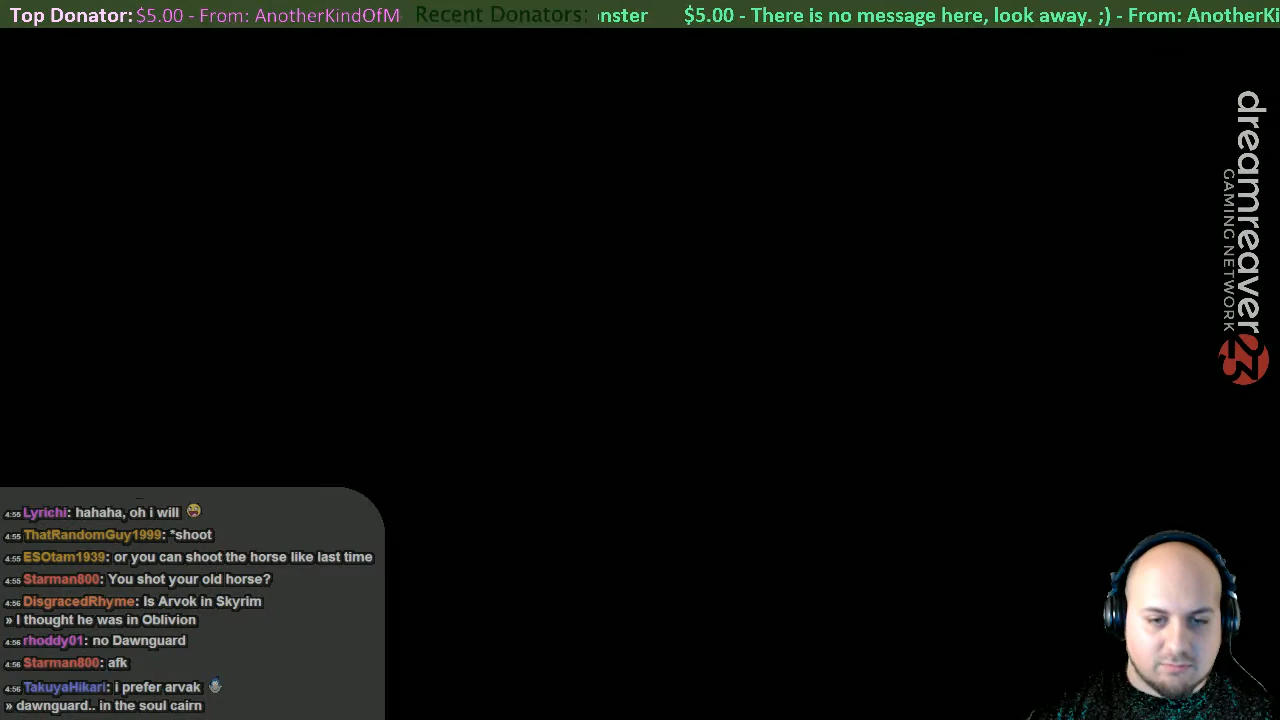 Top Donator: $5.00 - From: AnotherKindOfM Recent Donators: onster $5.00 - There is no message here, look away. ;) - From: AnotherKi
dreamreaver23
GAMING NETWORK
4:55 Lyrichi: hahaha, oh i will
4:55 ThatRandomGuy1999: *shoot
4:55 ESOtam1939: or you can shoot the horse like last time
4:55 Starman800: You shot your old horse?
4:56 DisgracedRhyme: Is Arvok in Skyrim
» I thought he was in Oblivion
4:56 rhoddy01: no Dawnguard
4:56 Starman800: afk
4:56 TakuyaHikari: i prefer arvak
» dawnguard.. in the soul cairn